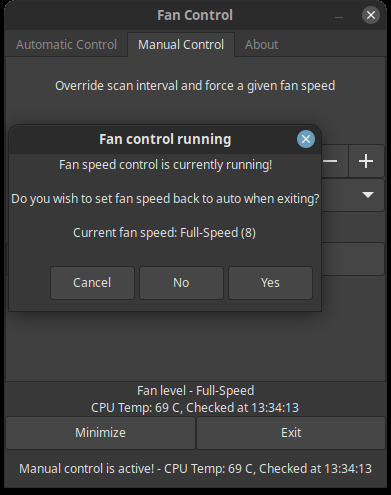 Fan Control
Automatic Control
Manual Control
About
Override scan interval and force a given fan speed
Fan control running
Fan speed control is currently running!
Do you wish to set fan speed back to auto when exiting?
Current fan speed: Full-Speed (8)
Cancel
No
Yes
Fan level - Full-Speed
CPU Temp: 69 C, Checked at 13:34:13
Minimize
Exit
Manual control is active! - CPU Temp: 69 C, Checked at 13:34:13